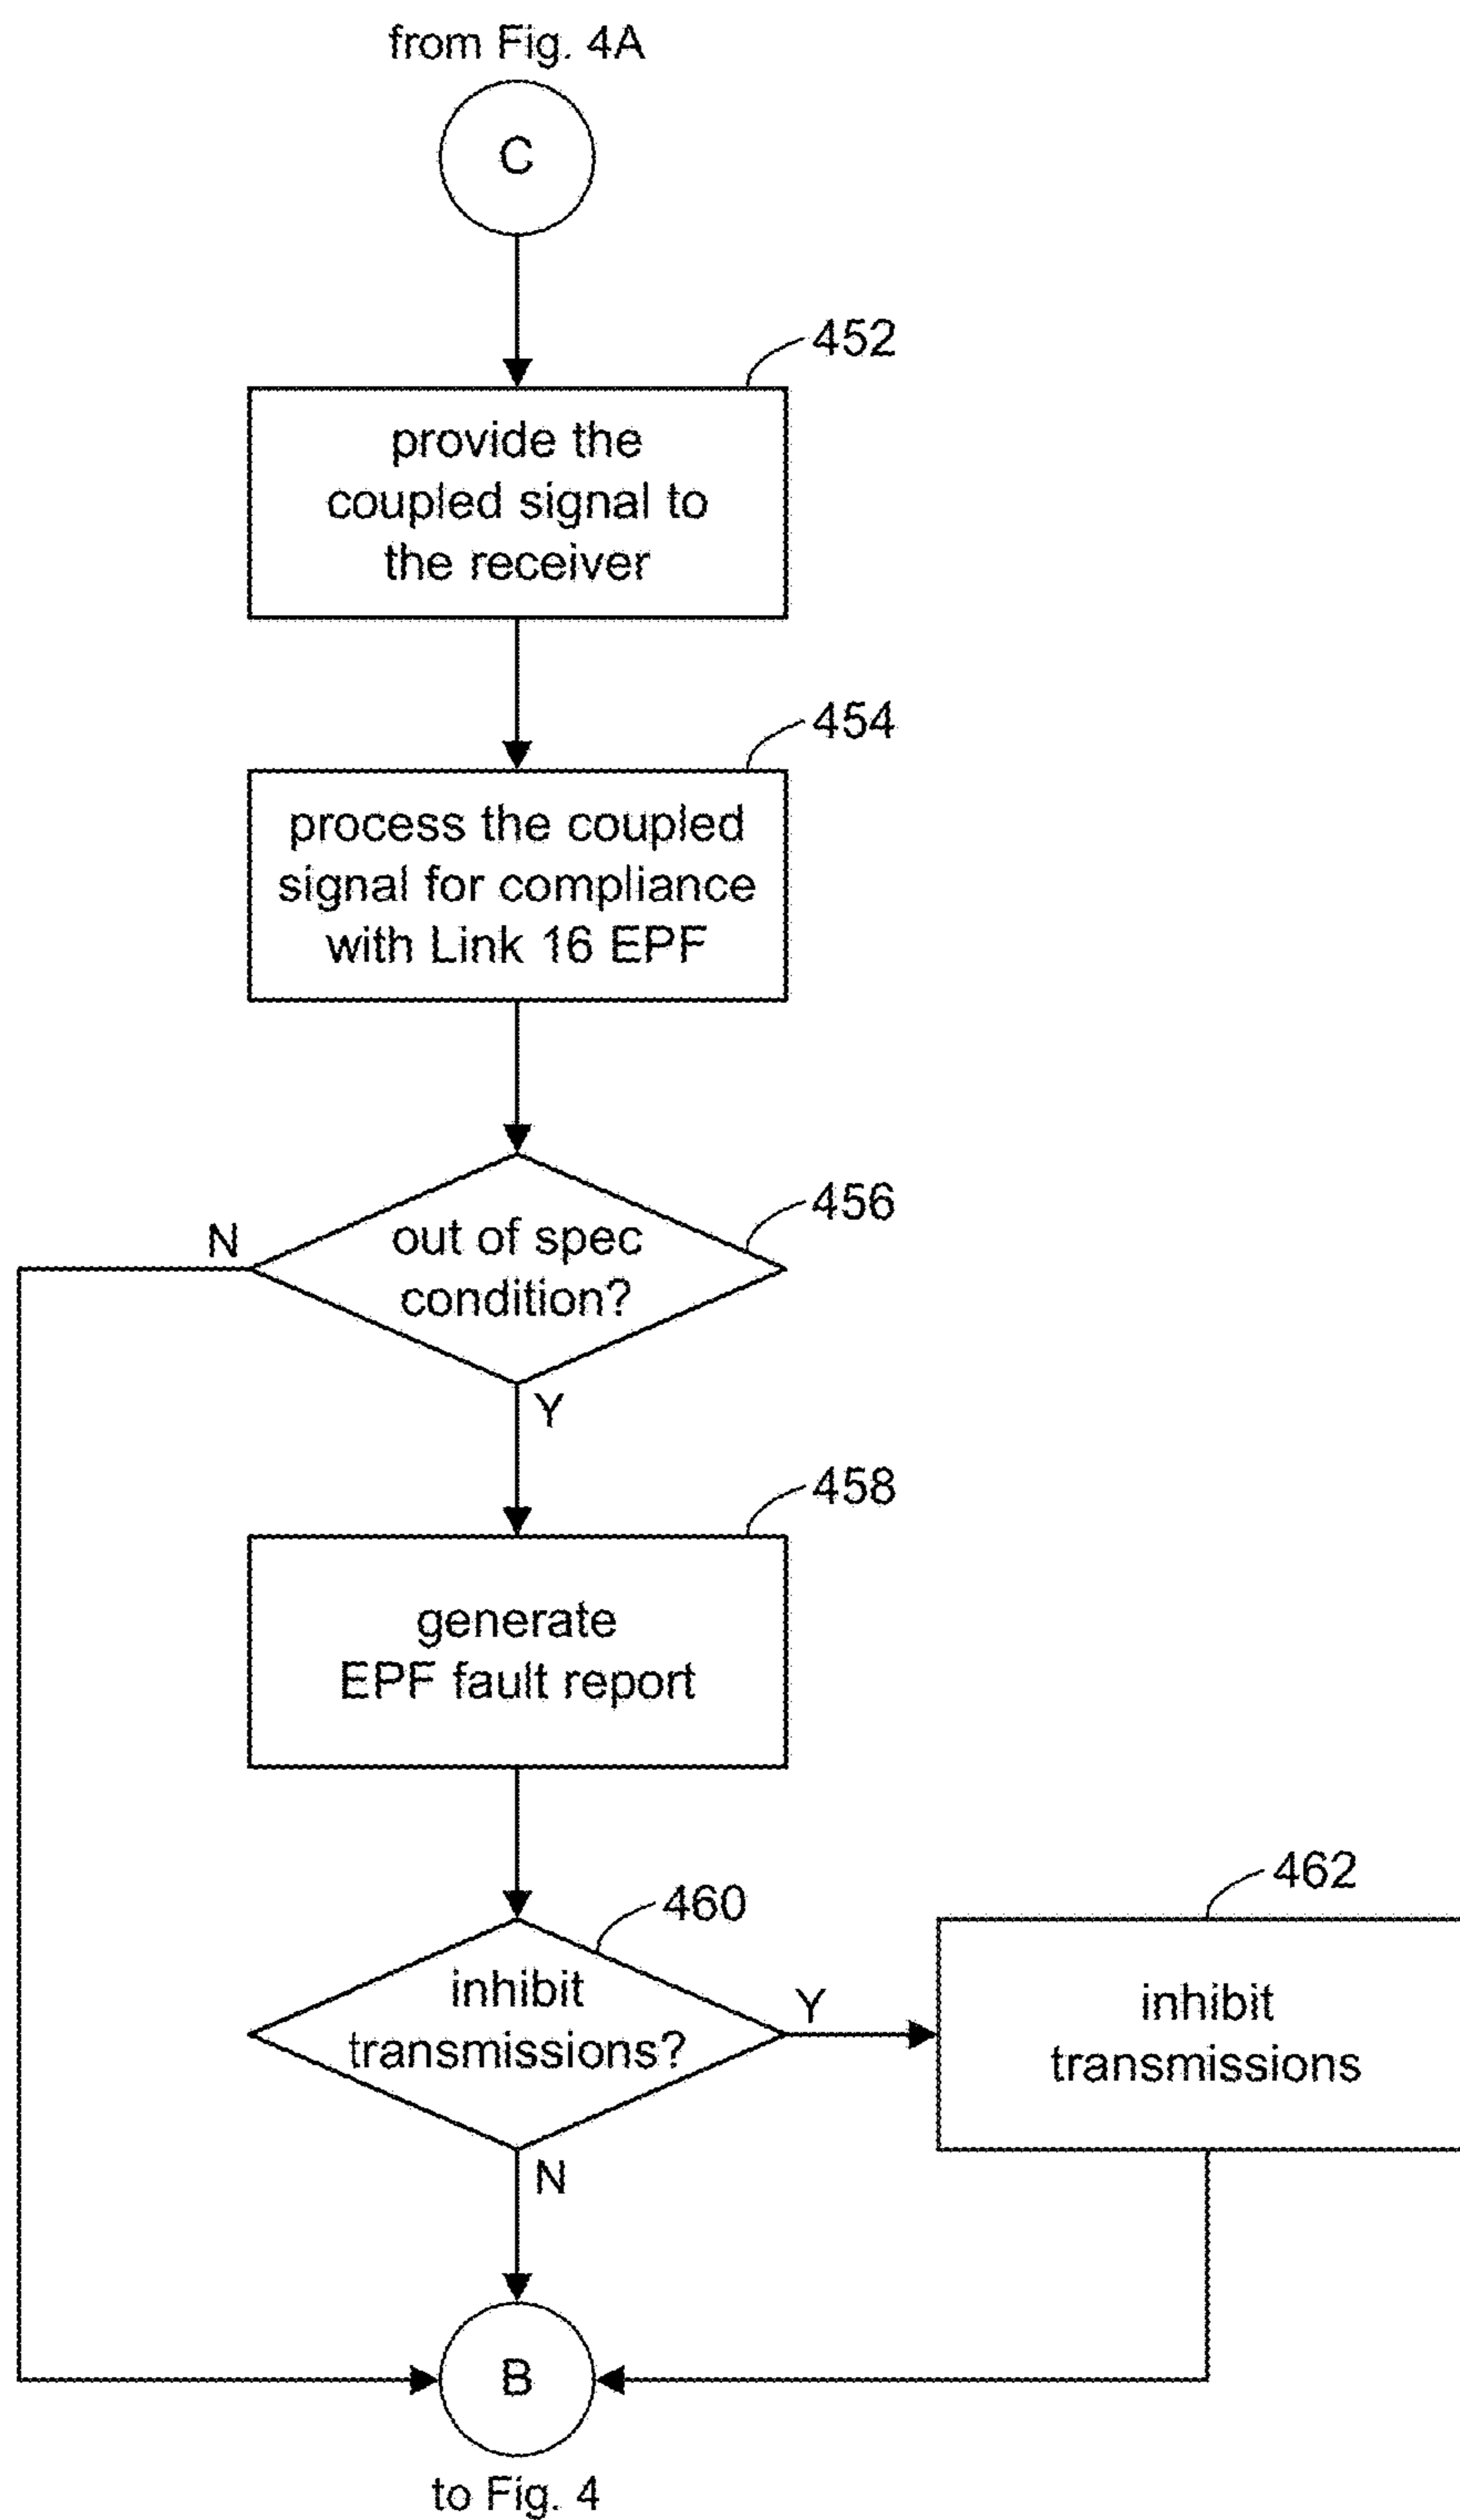 from Fig. 4A
C
452
provide the
coupled signal to
the receiver
454
process the coupled
signal for compliance
with Link 16 EPF
456
N
out of spec
condition?
Y
458
generate
EPF fault report
460
462
inhibit
transmissions?
Y
inhibit
transmissions
N
B
to Fig. 4